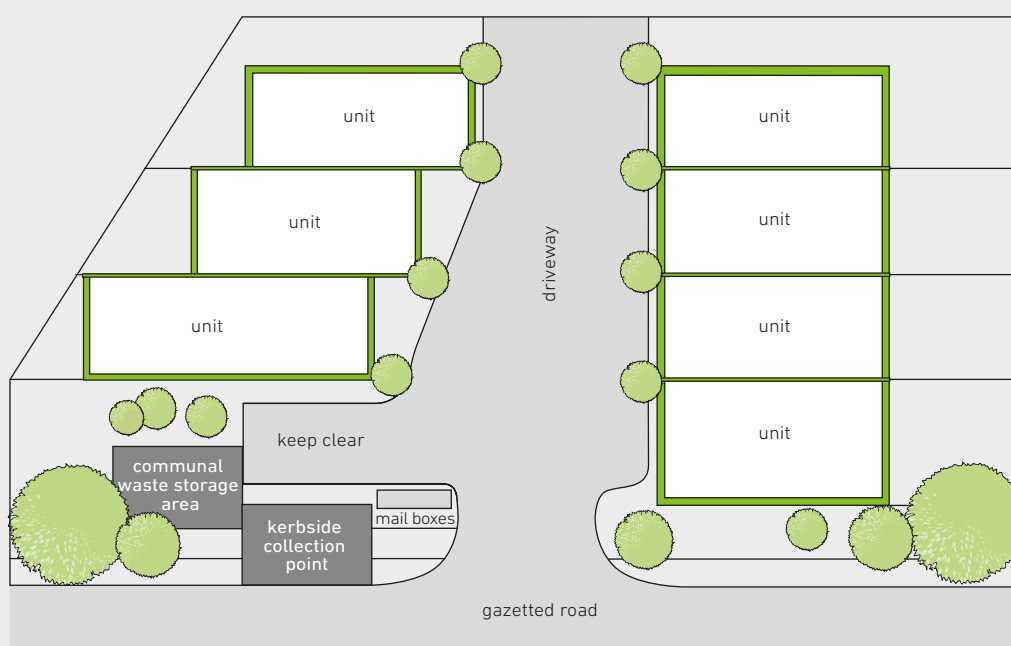 unit
unit
unit
unit
driveway
unit
unit
unit
keep clear
communal
waste storage
area
mail boxes
kerbside
collection
point
gazetted road